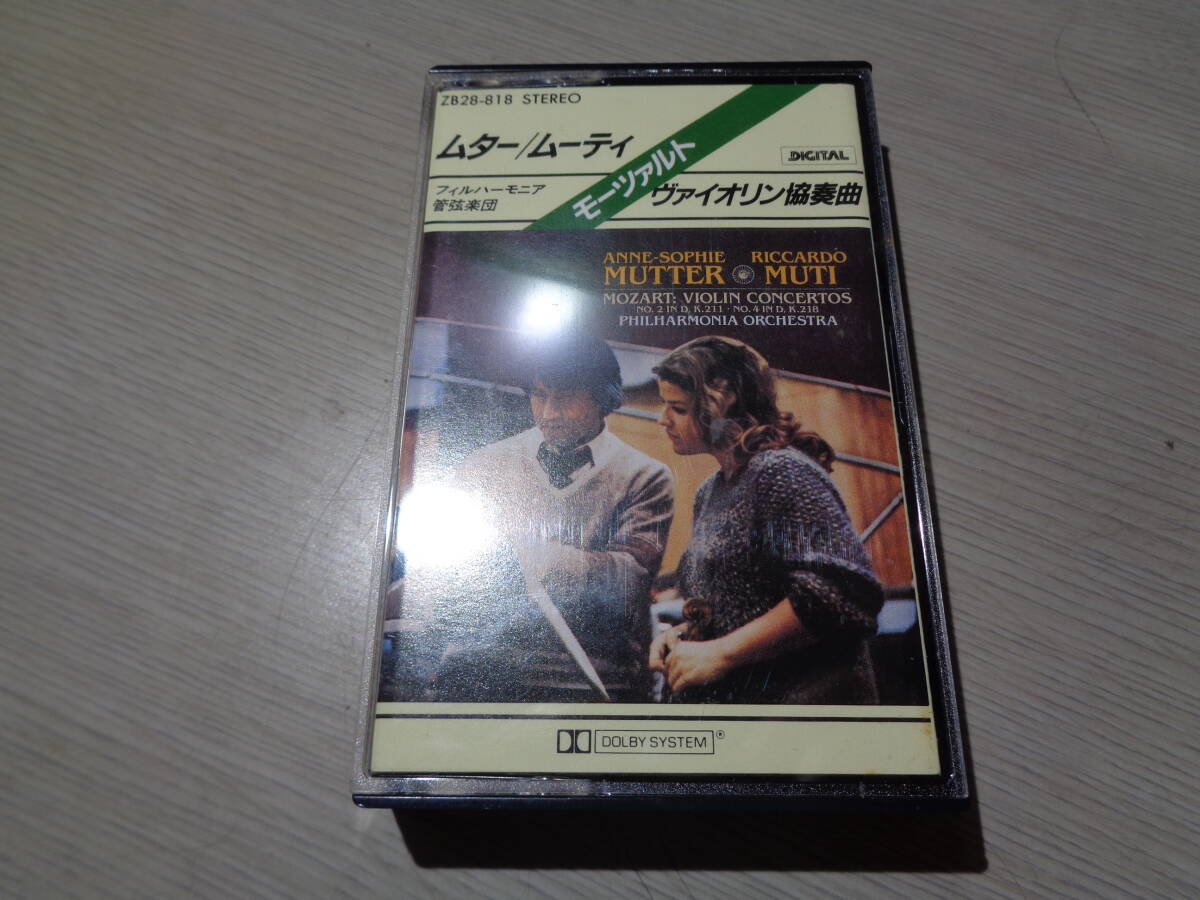 ZB28-818 STEREO
ムター/ムーティ
DIGITAL
フィルハーモニア
管弦楽団
モーツァルト
ヴァイオリン協奏曲
ANNE-SOPHIE RICCARDO
MUTTER MUTI
MOZART: VIOLIN CONCERTOS
NO. 2 IN D, K.211 · NO. 4 IN D, K.218
PHILHARMONIA ORCHESTRA
DOLBY SYSTEM ®